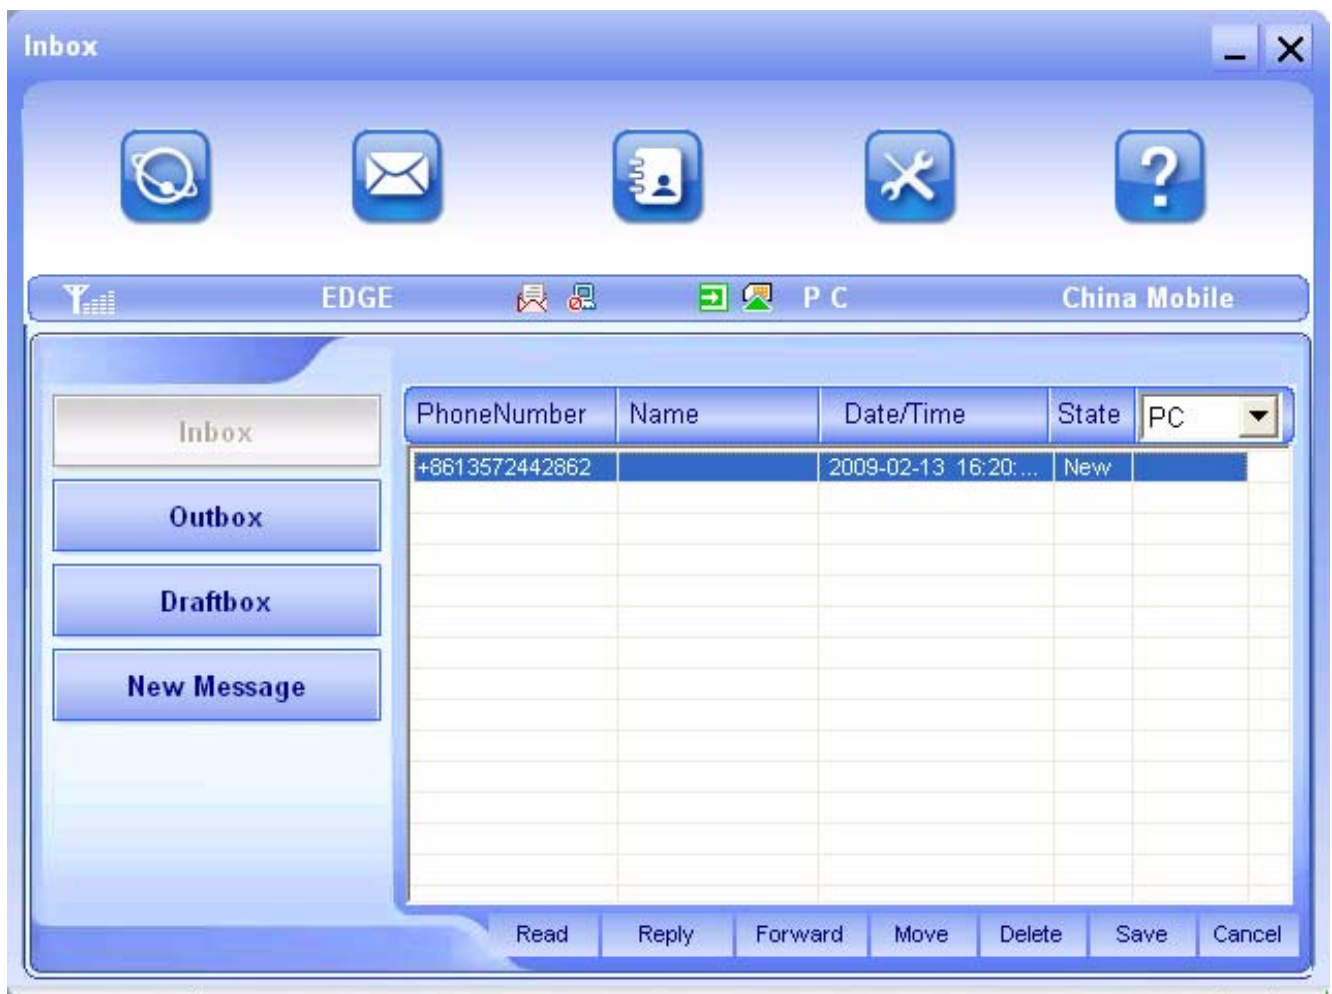 Inbox
EDGE P C China Mobile
Inbox
Outbox
Draftbox
New Message
PhoneNumber Name Date/Time State PC
+8613572442862 2009-02-13 16:20:... New
Read Reply Forward Move Delete Save Cancel